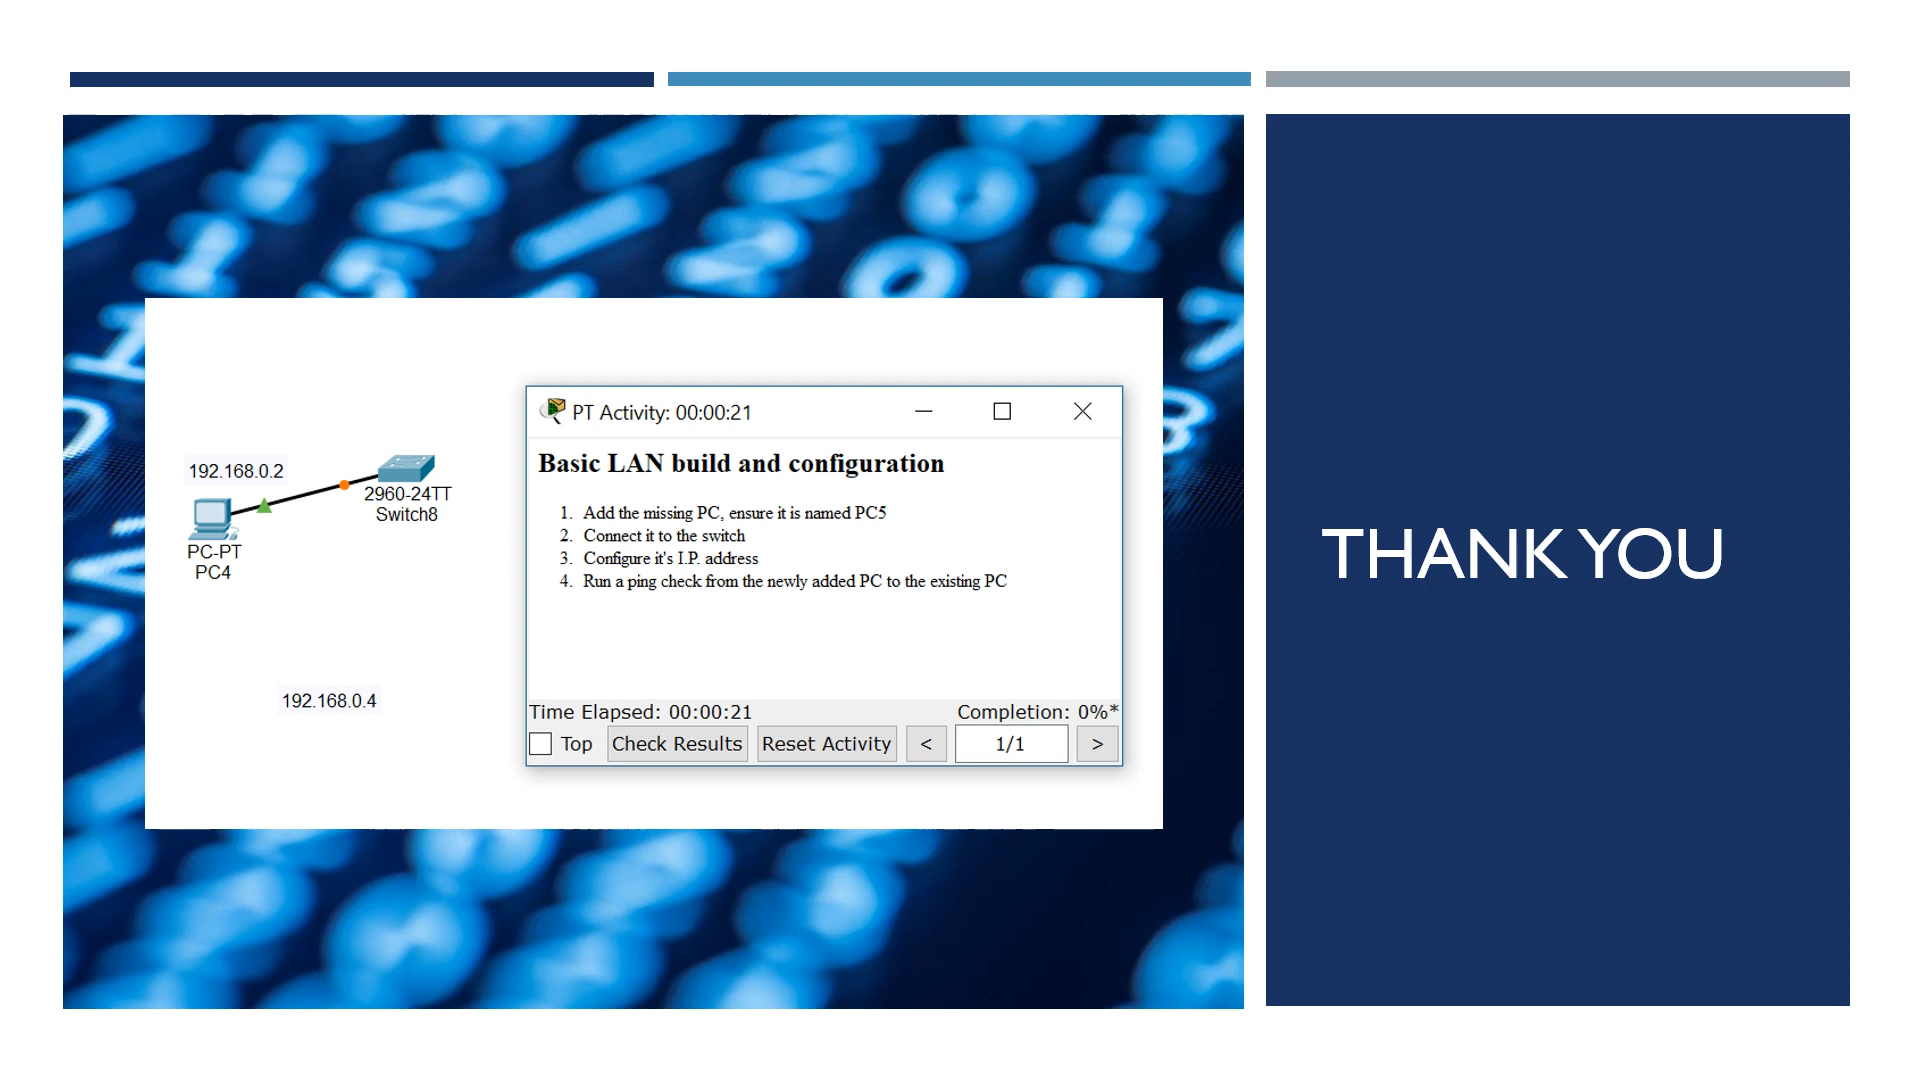 192.168.0.2
2960-24TT
Switch8
PC-PT
PC4
192.168.0.4
PT Activity: 00:00:21
Basic LAN build and configuration
1. Add the missing PC, ensure it is named PC5
2. Connect it to the switch
3. Configure it's I.P. address
4. Run a ping check from the newly added PC to the existing PC
Time Elapsed: 00:00:21 Completion: 0%*
Top Check Results Reset Activity < 1/1 >
THANK YOU